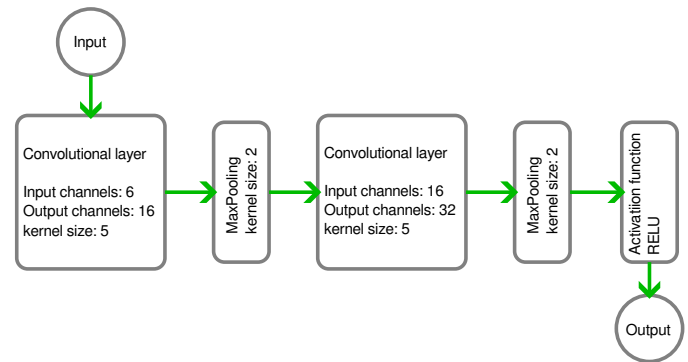 Input
Convolutional layer
Input channels: 6
Output channels: 16
kernel size: 5
MaxPooling
kernel size: 2
Convolutional layer
Input channels: 16
Output channels: 32
kernel size: 5
MaxPooling
kernel size: 2
Activation function
RELU
Output